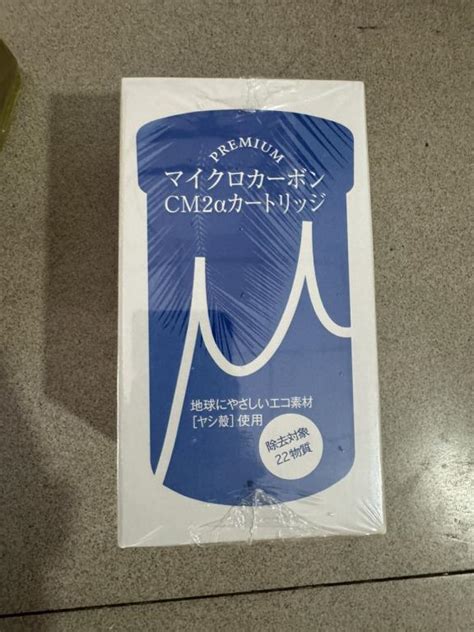 PREMIUM
マイクロカーボン
CM2αカートリッジ
μ
地球にやさしいエコ素材
[ヤシ殻]使用
除去対象
22物質